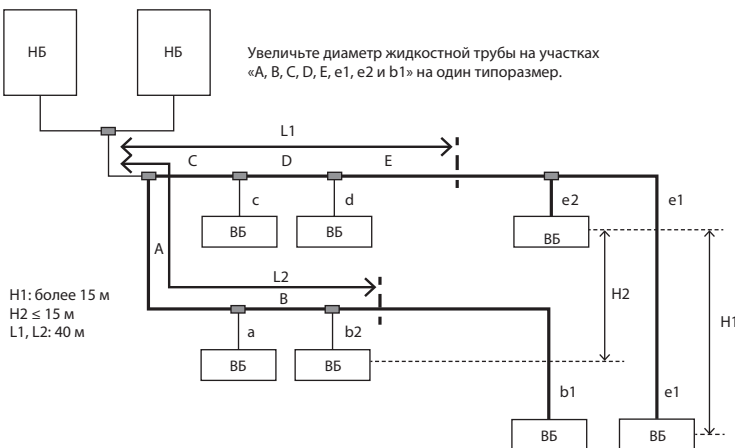 НБ
НБ
Увеличьте диаметр жидкостной трубы на участках
«A, B, C, D, E, e1, e2 и b1» на один типоразмер.
L1
C
D
E
c
d
e2
e1
ВБ
ВБ
ВБ
A
L2
B
H2
H1
H1: более 15 м
H2 ≤ 15 м
L1, L2: 40 м
a
b2
ВБ
ВБ
b1
e1
ВБ
ВБ